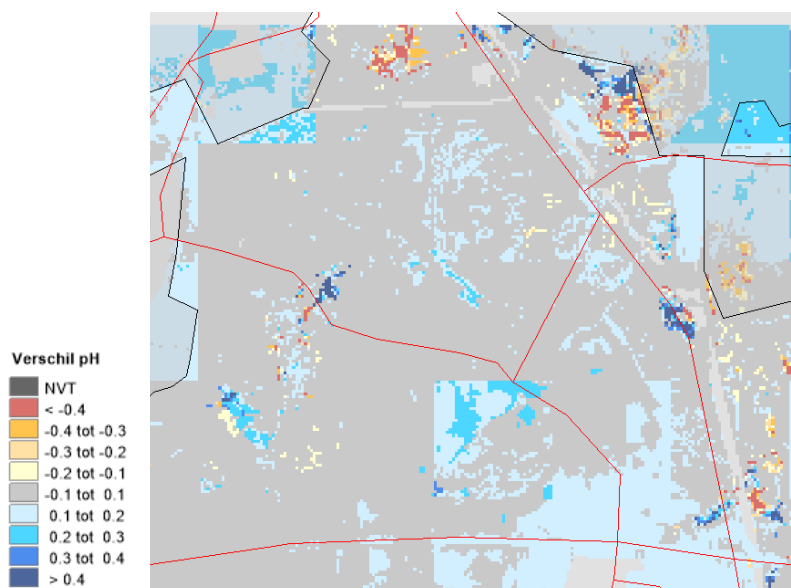 Verschil pH
NVT
< -0.4
-0.4 tot -0.3
-0.3 tot -0.2
-0.2 tot -0.1
-0.1 tot 0.1
0.1 tot 0.2
0.2 tot 0.3
0.3 tot 0.4
> 0.4